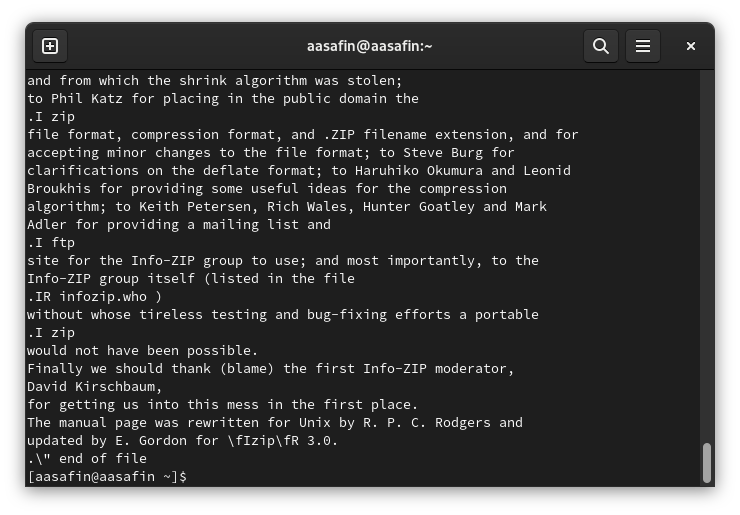 aasafin@aasafin:~
and from which the shrink algorithm was stolen;
to Phil Katz for placing in the public domain the
.I zip
file format, compression format, and .ZIP filename extension, and for
accepting minor changes to the file format; to Steve Burg for
clarifications on the deflate format; to Haruhiko Okumura and Leonid
Broukhis for providing some useful ideas for the compression
algorithm; to Keith Petersen, Rich Wales, Hunter Goatley and Mark
Adler for providing a mailing list and
.I ftp
site for the Info-ZIP group to use; and most importantly, to the
Info-ZIP group itself (listed in the file
.IR infozip.who )
without whose tireless testing and bug-fixing efforts a portable
.I zip
would not have been possible.
Finally we should thank (blame) the first Info-ZIP moderator,
David Kirschbaum,
for getting us into this mess in the first place.
The manual page was rewritten for Unix by R. P. C. Rodgers and
updated by E. Gordon for \fIzip\fR 3.0.
.\" end of file
[aasafin@aasafin ~]$